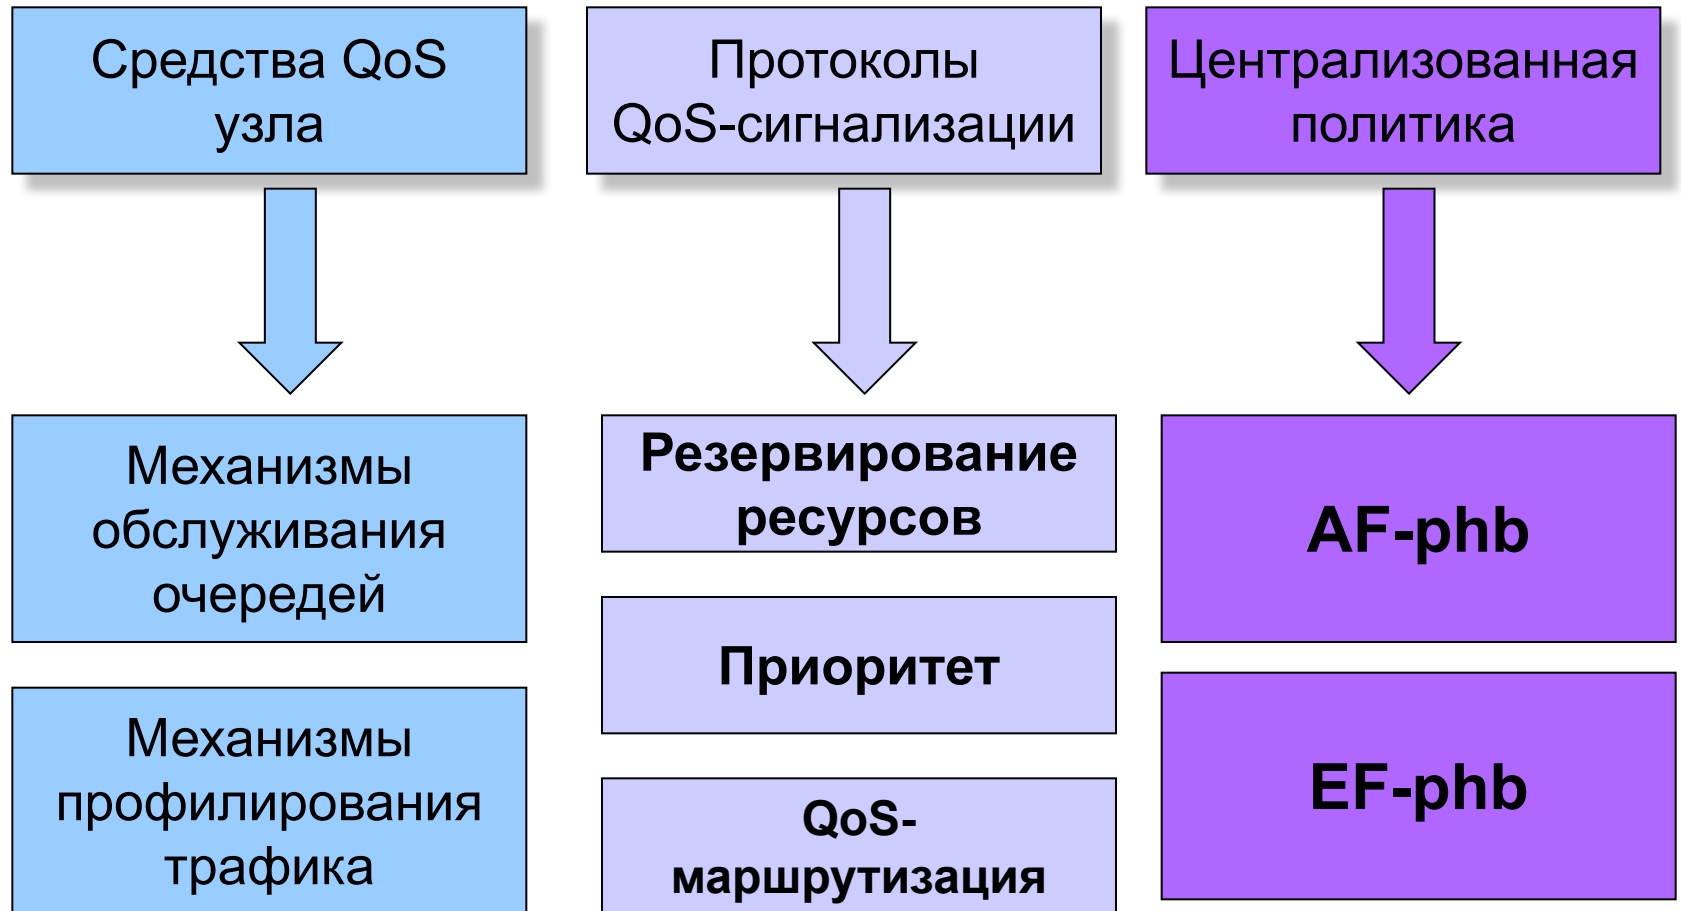 Средства QoS
узла
Протоколы
QoS-сигнализации
Централизованная
политика
Механизмы
обслуживания
очередей
Механизмы
профилирования
трафика
Резервирование
ресурсов
Приоритет
QoS-
маршрутизация
AF-phb
EF-phb